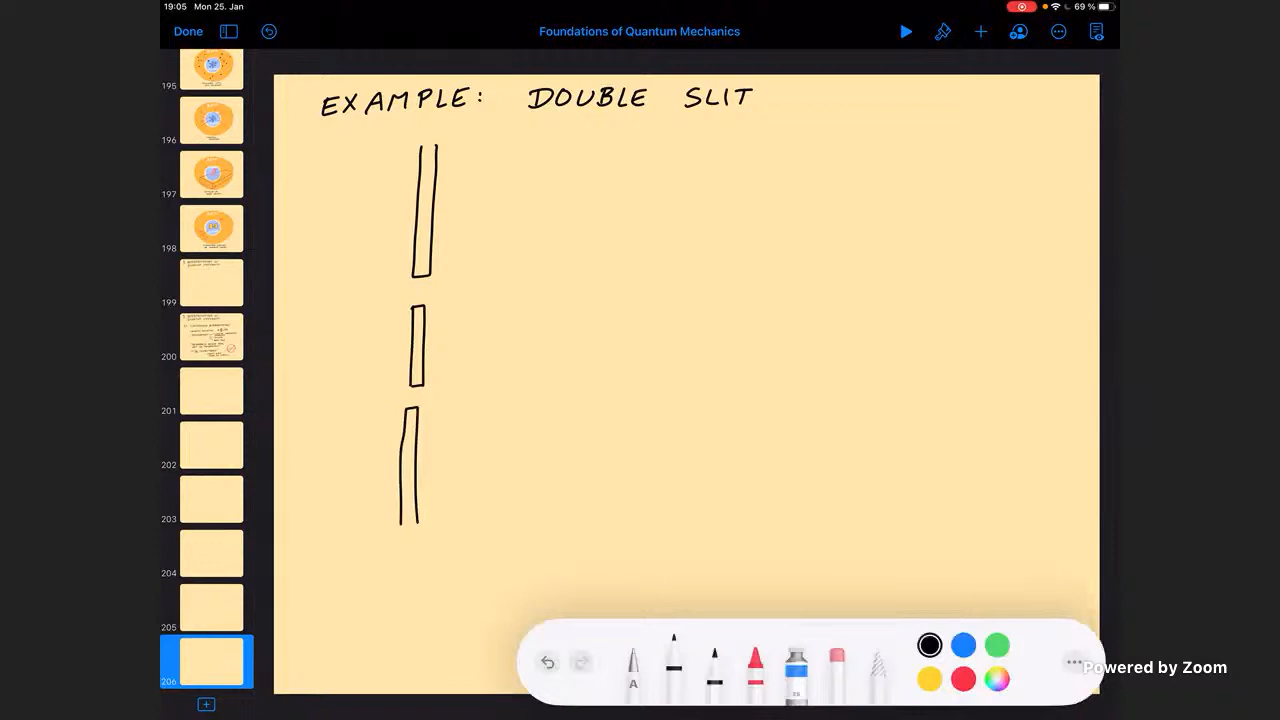 19:05 Mon 25. Jan
69 %
Done
Foundations of Quantum Mechanics
195
196
197
198
199
200
201
202
203
204
205
206
EXAMPLE: DOUBLE SLIT
A
Powered by Zoom